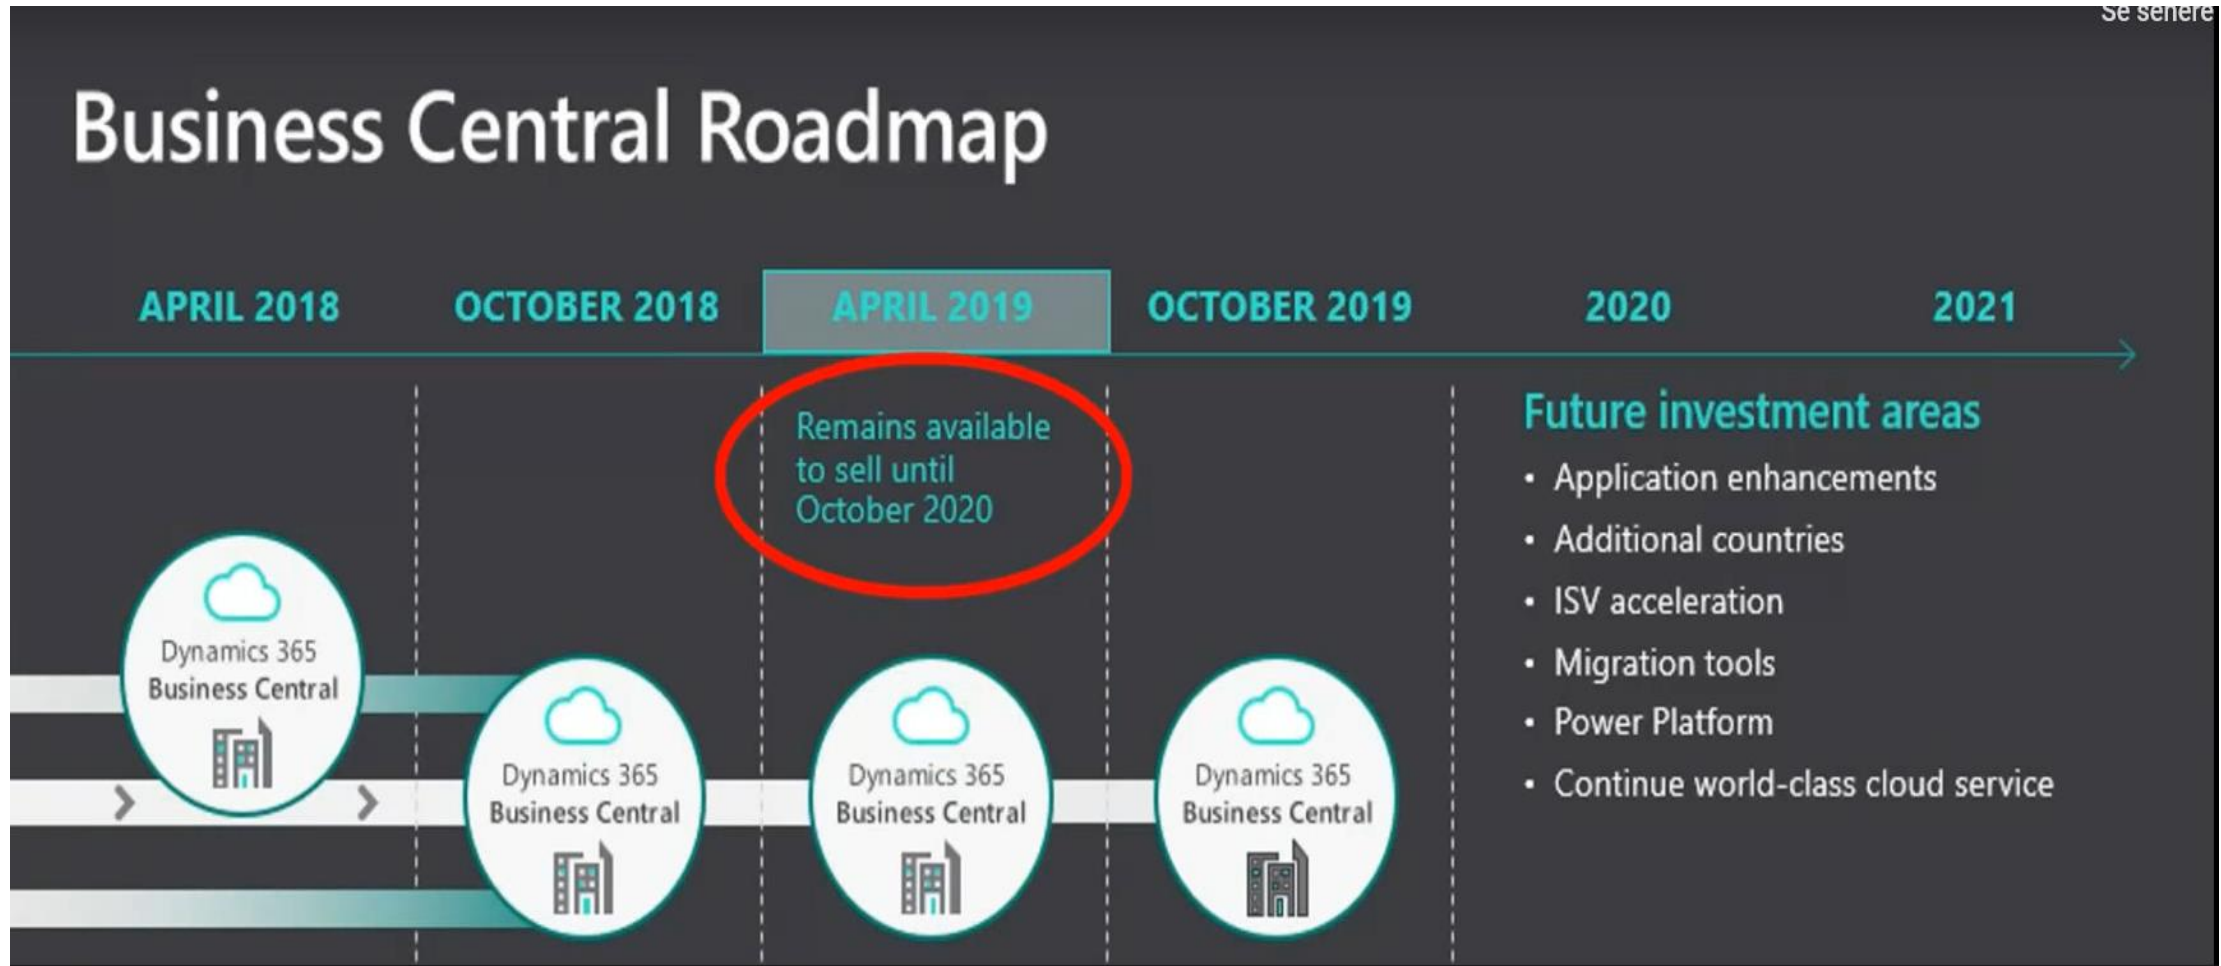 Se senere
Business Central Roadmap
APRIL 2018
OCTOBER 2018
APRIL 2019
OCTOBER 2019
2020
2021
Remains available
to sell until
October 2020
Dynamics 365
Business Central
Dynamics 365
Business Central
Dynamics 365
Business Central
Dynamics 365
Business Central
Future investment areas
• Application enhancements
• Additional countries
• ISV acceleration
• Migration tools
• Power Platform
• Continue world-class cloud service